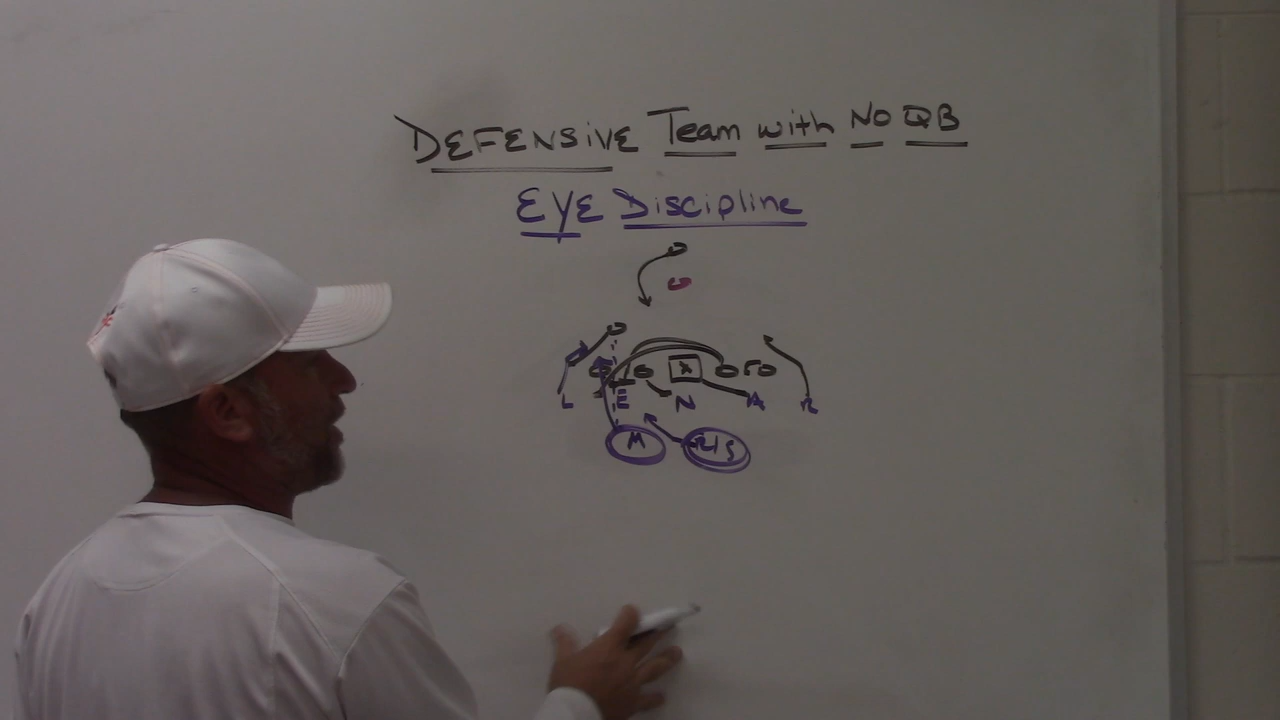 DEFENSIVE Team with No QB
EYE Discipline
X
L E N A R
M R/S